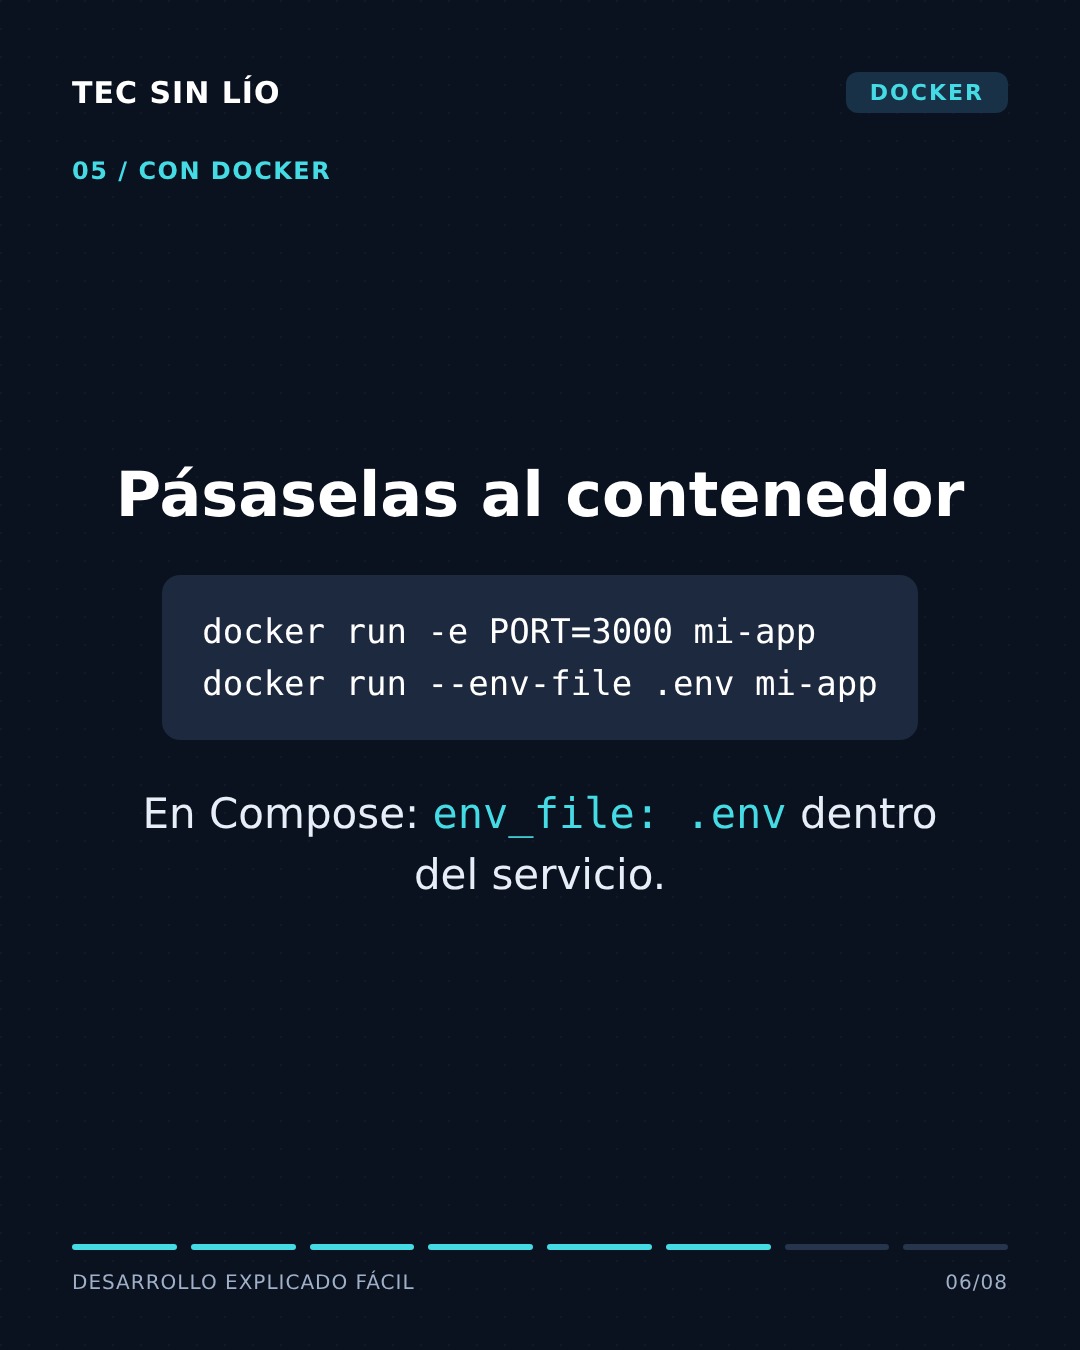 TEC SIN LÍO
DOCKER
05 / CON DOCKER
Pásaselas al contenedor
docker run -e PORT=3000 mi-app
docker run --env-file .env mi-app
En Compose: env_file: .env dentro
del servicio.
DESARROLLO EXPLICADO FÁCIL
06/08